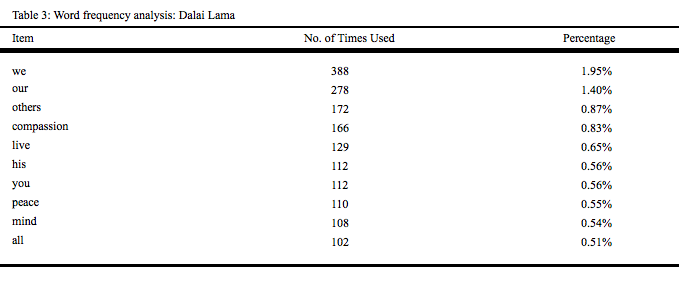 Table 3: Word frequency analysis: Dalai Lama
Item No. of Times Used Percentage
we 388 1.95%
our 278 1.40%
others 172 0.87%
compassion 166 0.83%
live 129 0.65%
his 112 0.56%
you 112 0.56%
peace 110 0.55%
mind 108 0.54%
all 102 0.51%